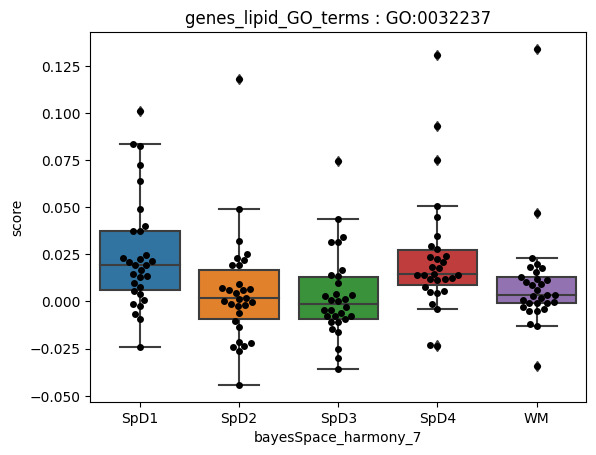 genes_lipid_GO_terms : GO:0032237
0.125
0.100
0.075
0.050
0.025
0.000
−0.025
−0.050
score
SpD1 SpD2 SpD3 SpD4 WM
bayesSpace_harmony_7